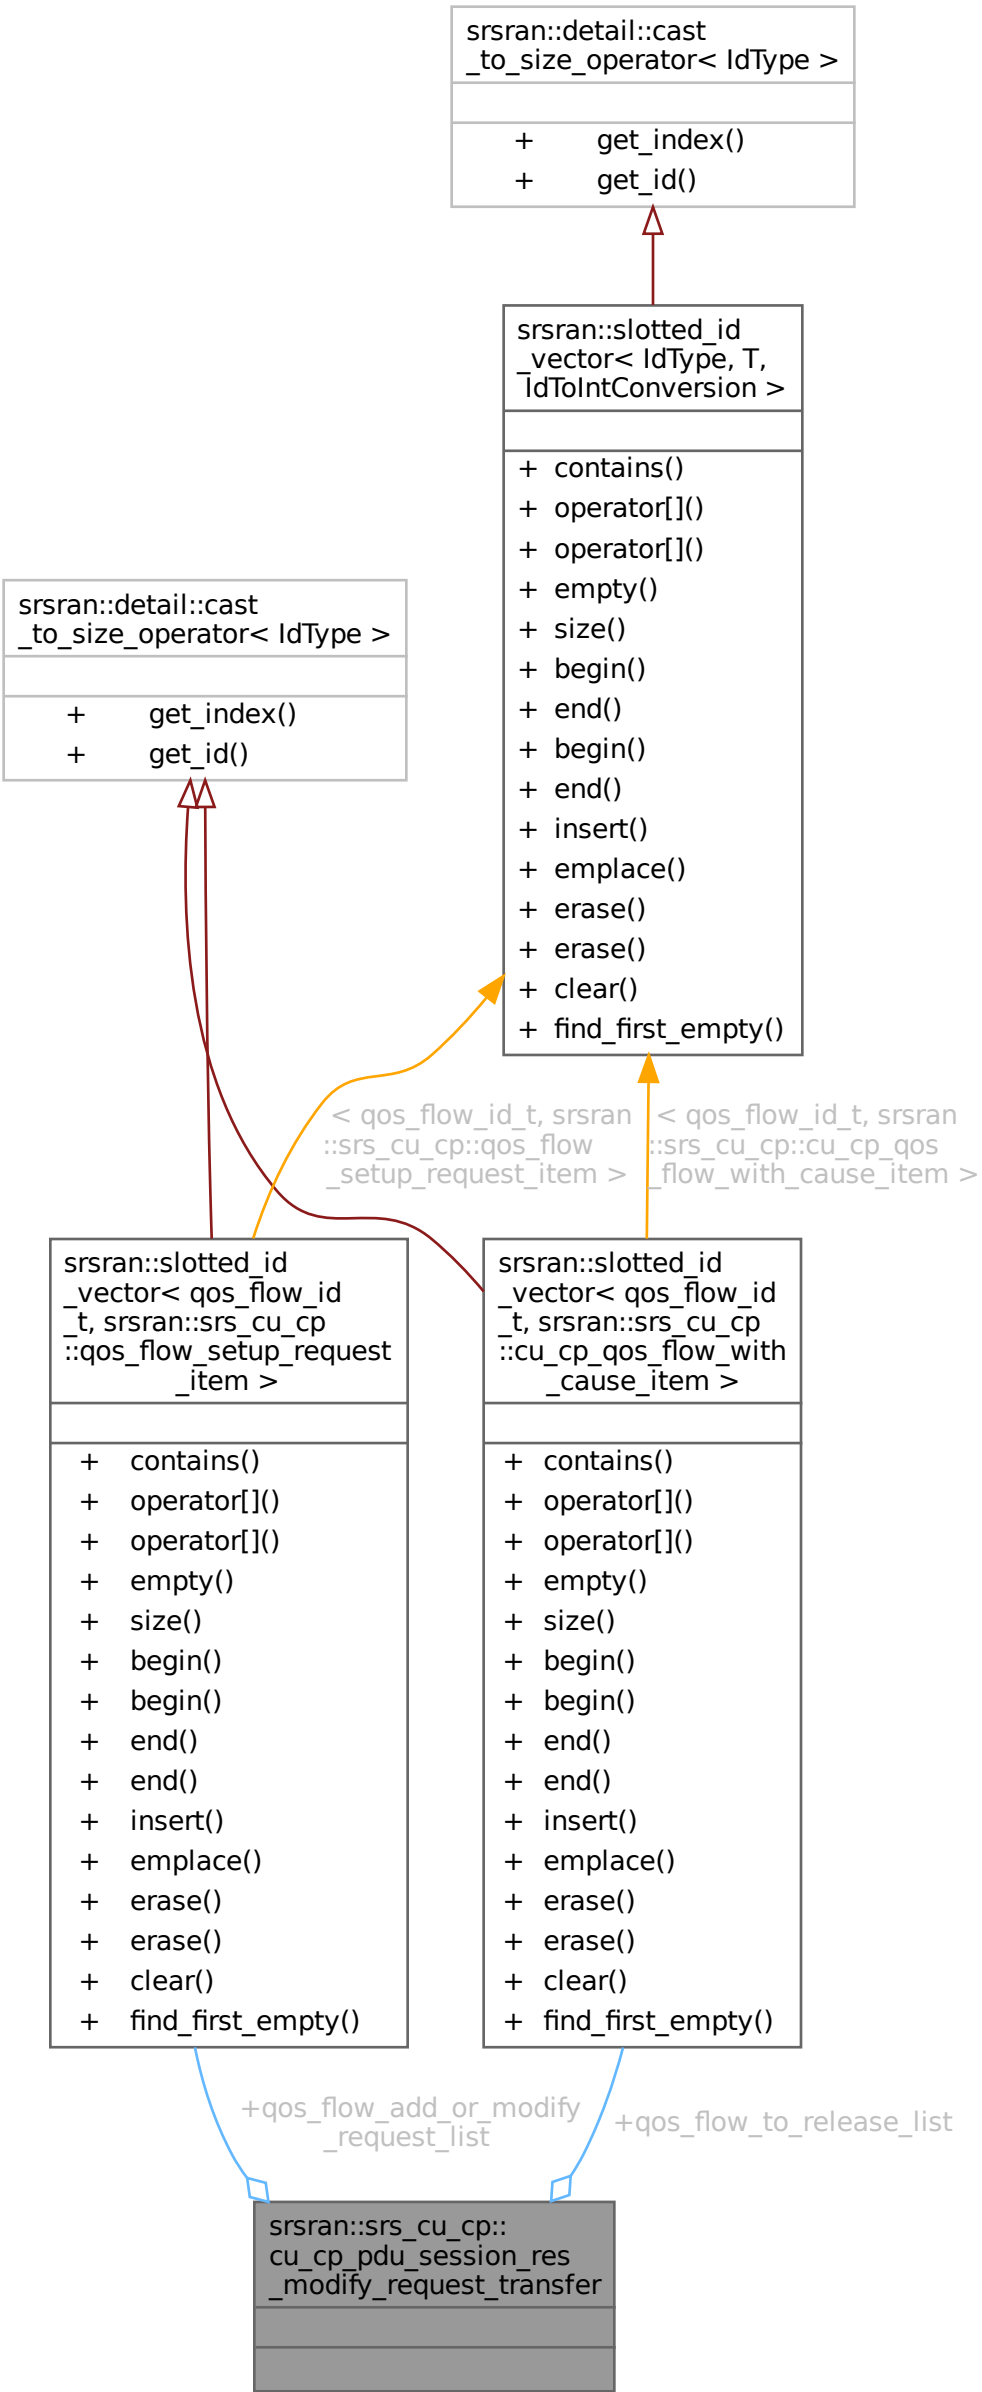 srsran::detail::cast
_to_size_operator< IdType >
+ get_index()
+ get_id()
srsran::slotted_id
_vector< IdType, T,
IdToIntConversion >
+ contains()
+ operator[]()
+ operator[]()
+ empty()
+ size()
+ begin()
+ end()
+ begin()
+ end()
+ insert()
+ emplace()
+ erase()
+ erase()
+ clear()
+ find_first_empty()
srsran::detail::cast
_to_size_operator< IdType >
+ get_index()
+ get_id()
< qos_flow_id_t, srsran
::srs_cu_cp::qos_flow
_setup_request_item >
< qos_flow_id_t, srsran
::srs_cu_cp::cu_cp_qos
_flow_with_cause_item >
srsran::slotted_id
_vector< qos_flow_id
_t, srsran::srs_cu_cp
::qos_flow_setup_request
_item >
+ contains()
+ operator[]()
+ operator[]()
+ empty()
+ size()
+ begin()
+ begin()
+ end()
+ end()
+ insert()
+ emplace()
+ erase()
+ erase()
+ clear()
+ find_first_empty()
srsran::slotted_id
_vector< qos_flow_id
_t, srsran::srs_cu_cp
::cu_cp_qos_flow_with
_cause_item >
+ contains()
+ operator[]()
+ operator[]()
+ empty()
+ size()
+ begin()
+ begin()
+ end()
+ end()
+ insert()
+ emplace()
+ erase()
+ erase()
+ clear()
+ find_first_empty()
+qos_flow_add_or_modify
_request_list
+qos_flow_to_release_list
srsran::srs_cu_cp::
cu_cp_pdu_session_res
_modify_request_transfer